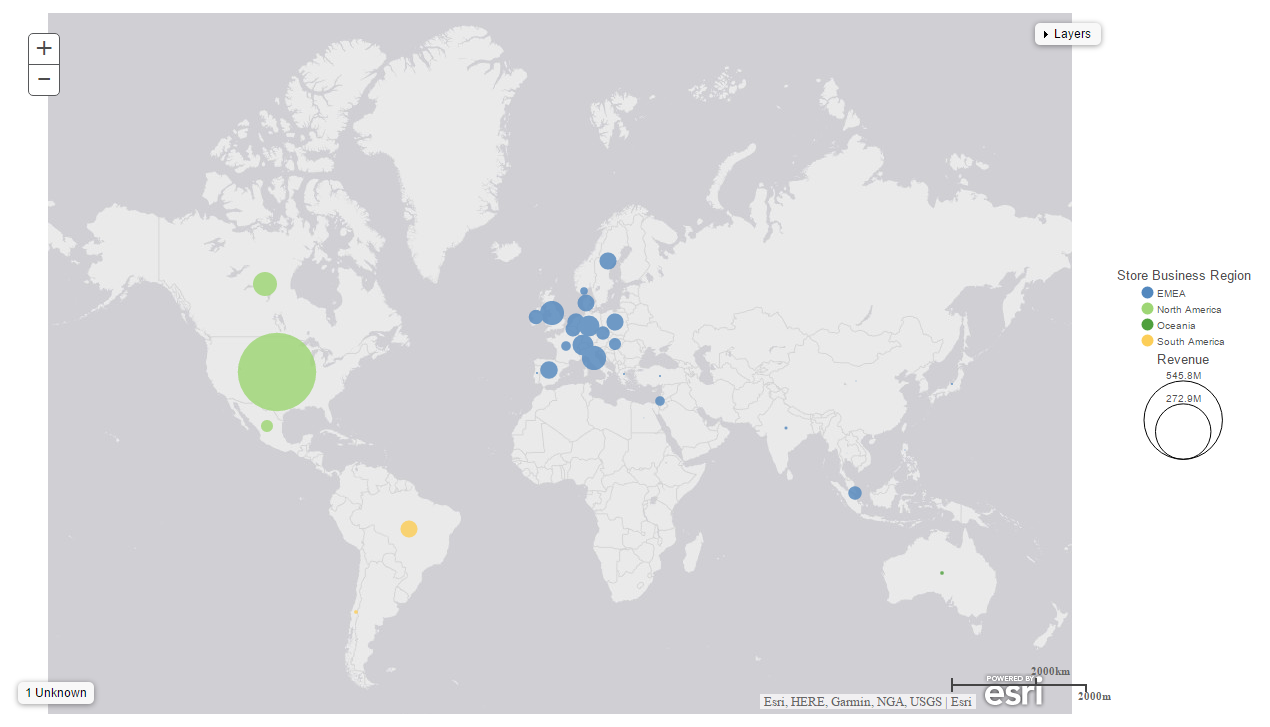 +
Layers
−
Store Business Region
EMEA
North America
Oceania
South America
Revenue
545.8M
272.9M
2000km
POWERED BY
esri
1 Unknown
Esri, HERE, Garmin, NGA, USGS | Esri
2000m